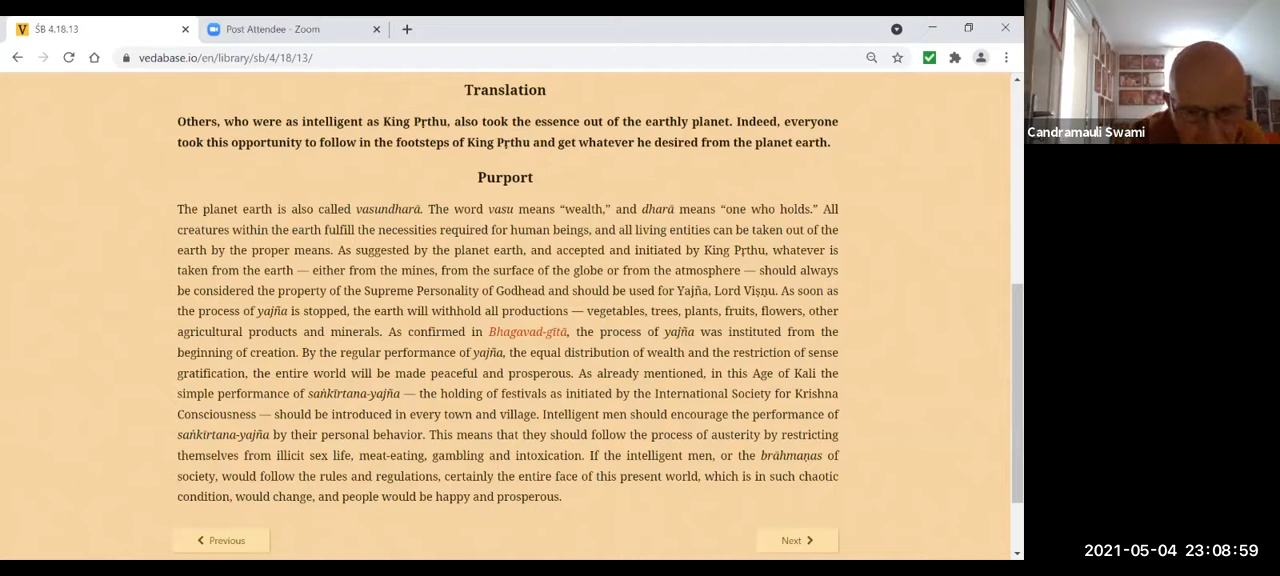 ŚB 4.18.13
Post Attendee - Zoom
vedabase.io/en/library/sb/4/18/13/
Candramauli Swami
Translation
Others, who were as intelligent as King Pṛthu, also took the essence out of the earthly planet. Indeed, everyone
took this opportunity to follow in the footsteps of King Pṛthu and get whatever he desired from the planet earth.
Purport
The planet earth is also called vasundharā. The word vasu means “wealth,” and dharā means “one who holds.” All
creatures within the earth fulfill the necessities required for human beings, and all living entities can be taken out of the
earth by the proper means. As suggested by the planet earth, and accepted and initiated by King Pṛthu, whatever is
taken from the earth — either from the mines, from the surface of the globe or from the atmosphere — should always
be considered the property of the Supreme Personality of Godhead and should be used for Yajña, Lord Viṣṇu. As soon as
the process of yajña is stopped, the earth will withhold all productions — vegetables, trees, plants, fruits, flowers, other
agricultural products and minerals. As confirmed in Bhagavad-gītā, the process of yajña was instituted from the
beginning of creation. By the regular performance of yajña, the equal distribution of wealth and the restriction of sense
gratification, the entire world will be made peaceful and prosperous. As already mentioned, in this Age of Kali the
simple performance of saṅkīrtana-yajña — the holding of festivals as initiated by the International Society for Krishna
Consciousness — should be introduced in every town and village. Intelligent men should encourage the performance of
saṅkīrtana-yajña by their personal behavior. This means that they should follow the process of austerity by restricting
themselves from illicit sex life, meat-eating, gambling and intoxication. If the intelligent men, or the brāhmaṇas of
society, would follow the rules and regulations, certainly the entire face of this present world, which is in such chaotic
condition, would change, and people would be happy and prosperous.
Previous
Next
2021-05-04 23:08:59